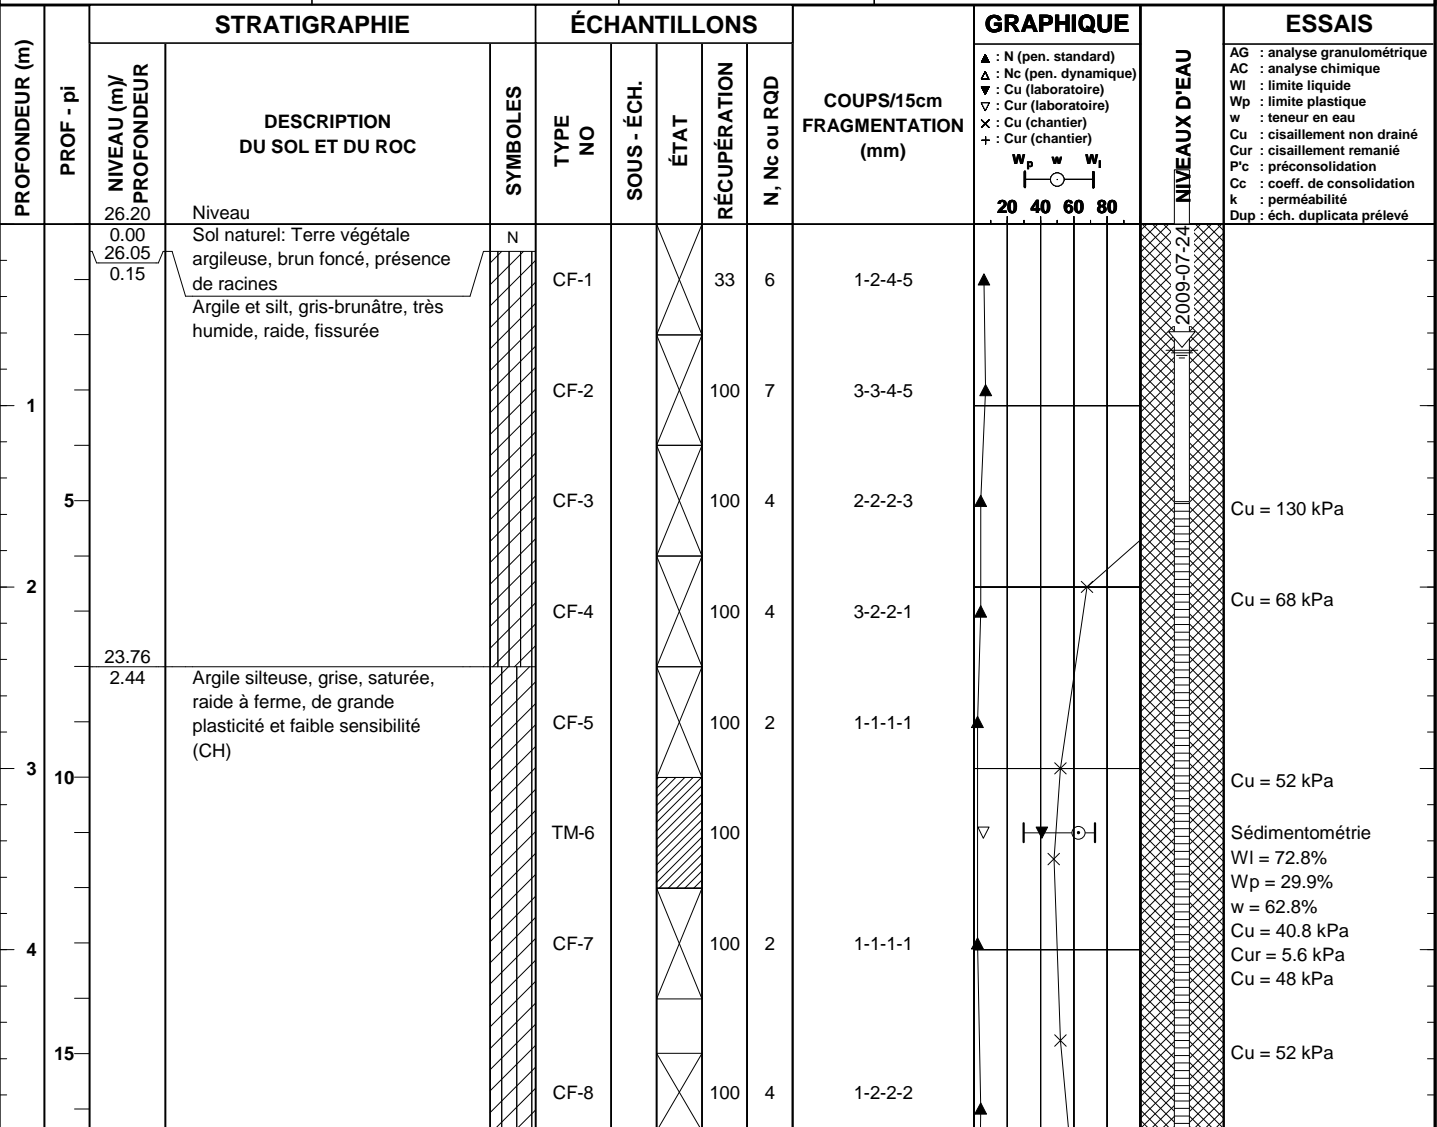 STRATIGRAPHIE
ÉCHANTILLONS
GRAPHIQUE
ESSAIS
PROFONDEUR (m)
PROF - pi
NIVEAU (m)/
PROFONDEUR
DESCRIPTION
DU SOL ET DU ROC
SYMBOLES
TYPE
NO
SOUS - ÉCH.
ÉTAT
RÉCUPÉRATION
N, Nc ou RQD
COUPS/15cm
FRAGMENTATION
(mm)
▲ : N (pen. standard)
△ : Nc (pen. dynamique)
▼ : Cu (laboratoire)
▽ : Cur (laboratoire)
× : Cu (chantier)
+ : Cur (chantier)
Wp w Wl
20 40 60 80
NIVEAUX D'EAU
AG : analyse granulométrique
AC : analyse chimique
Wl : limite liquide
Wp : limite plastique
w : teneur en eau
Cu : cisaillement non drainé
Cur : cisaillement remanié
P'c : préconsolidation
Cc : coeff. de consolidation
k : perméabilité
Dup : éch. duplicata prélevé
26.20 Niveau
0.00 Sol naturel: Terre végétale
26.05 argileuse, brun foncé, présence
0.15 de racines
N
Argile et silt, gris-brunâtre, très
humide, raide, fissurée
CF-1 33 6 1-2-4-5
2009-07-24
CF-2 100 7 3-3-4-5
1
5
CF-3 100 4 2-2-2-3
Cu = 130 kPa
2
Cu = 68 kPa
CF-4 100 4 3-2-2-1
23.76
2.44 Argile silteuse, grise, saturée,
raide à ferme, de grande
plasticité et faible sensibilité
(CH)
CF-5 100 2 1-1-1-1
3
10
Cu = 52 kPa
TM-6 100
Sédimentométrie
Wl = 72.8%
Wp = 29.9%
w = 62.8%
Cu = 40.8 kPa
Cur = 5.6 kPa
Cu = 48 kPa
CF-7 100 2 1-1-1-1
4
15
Cu = 52 kPa
CF-8 100 4 1-2-2-2